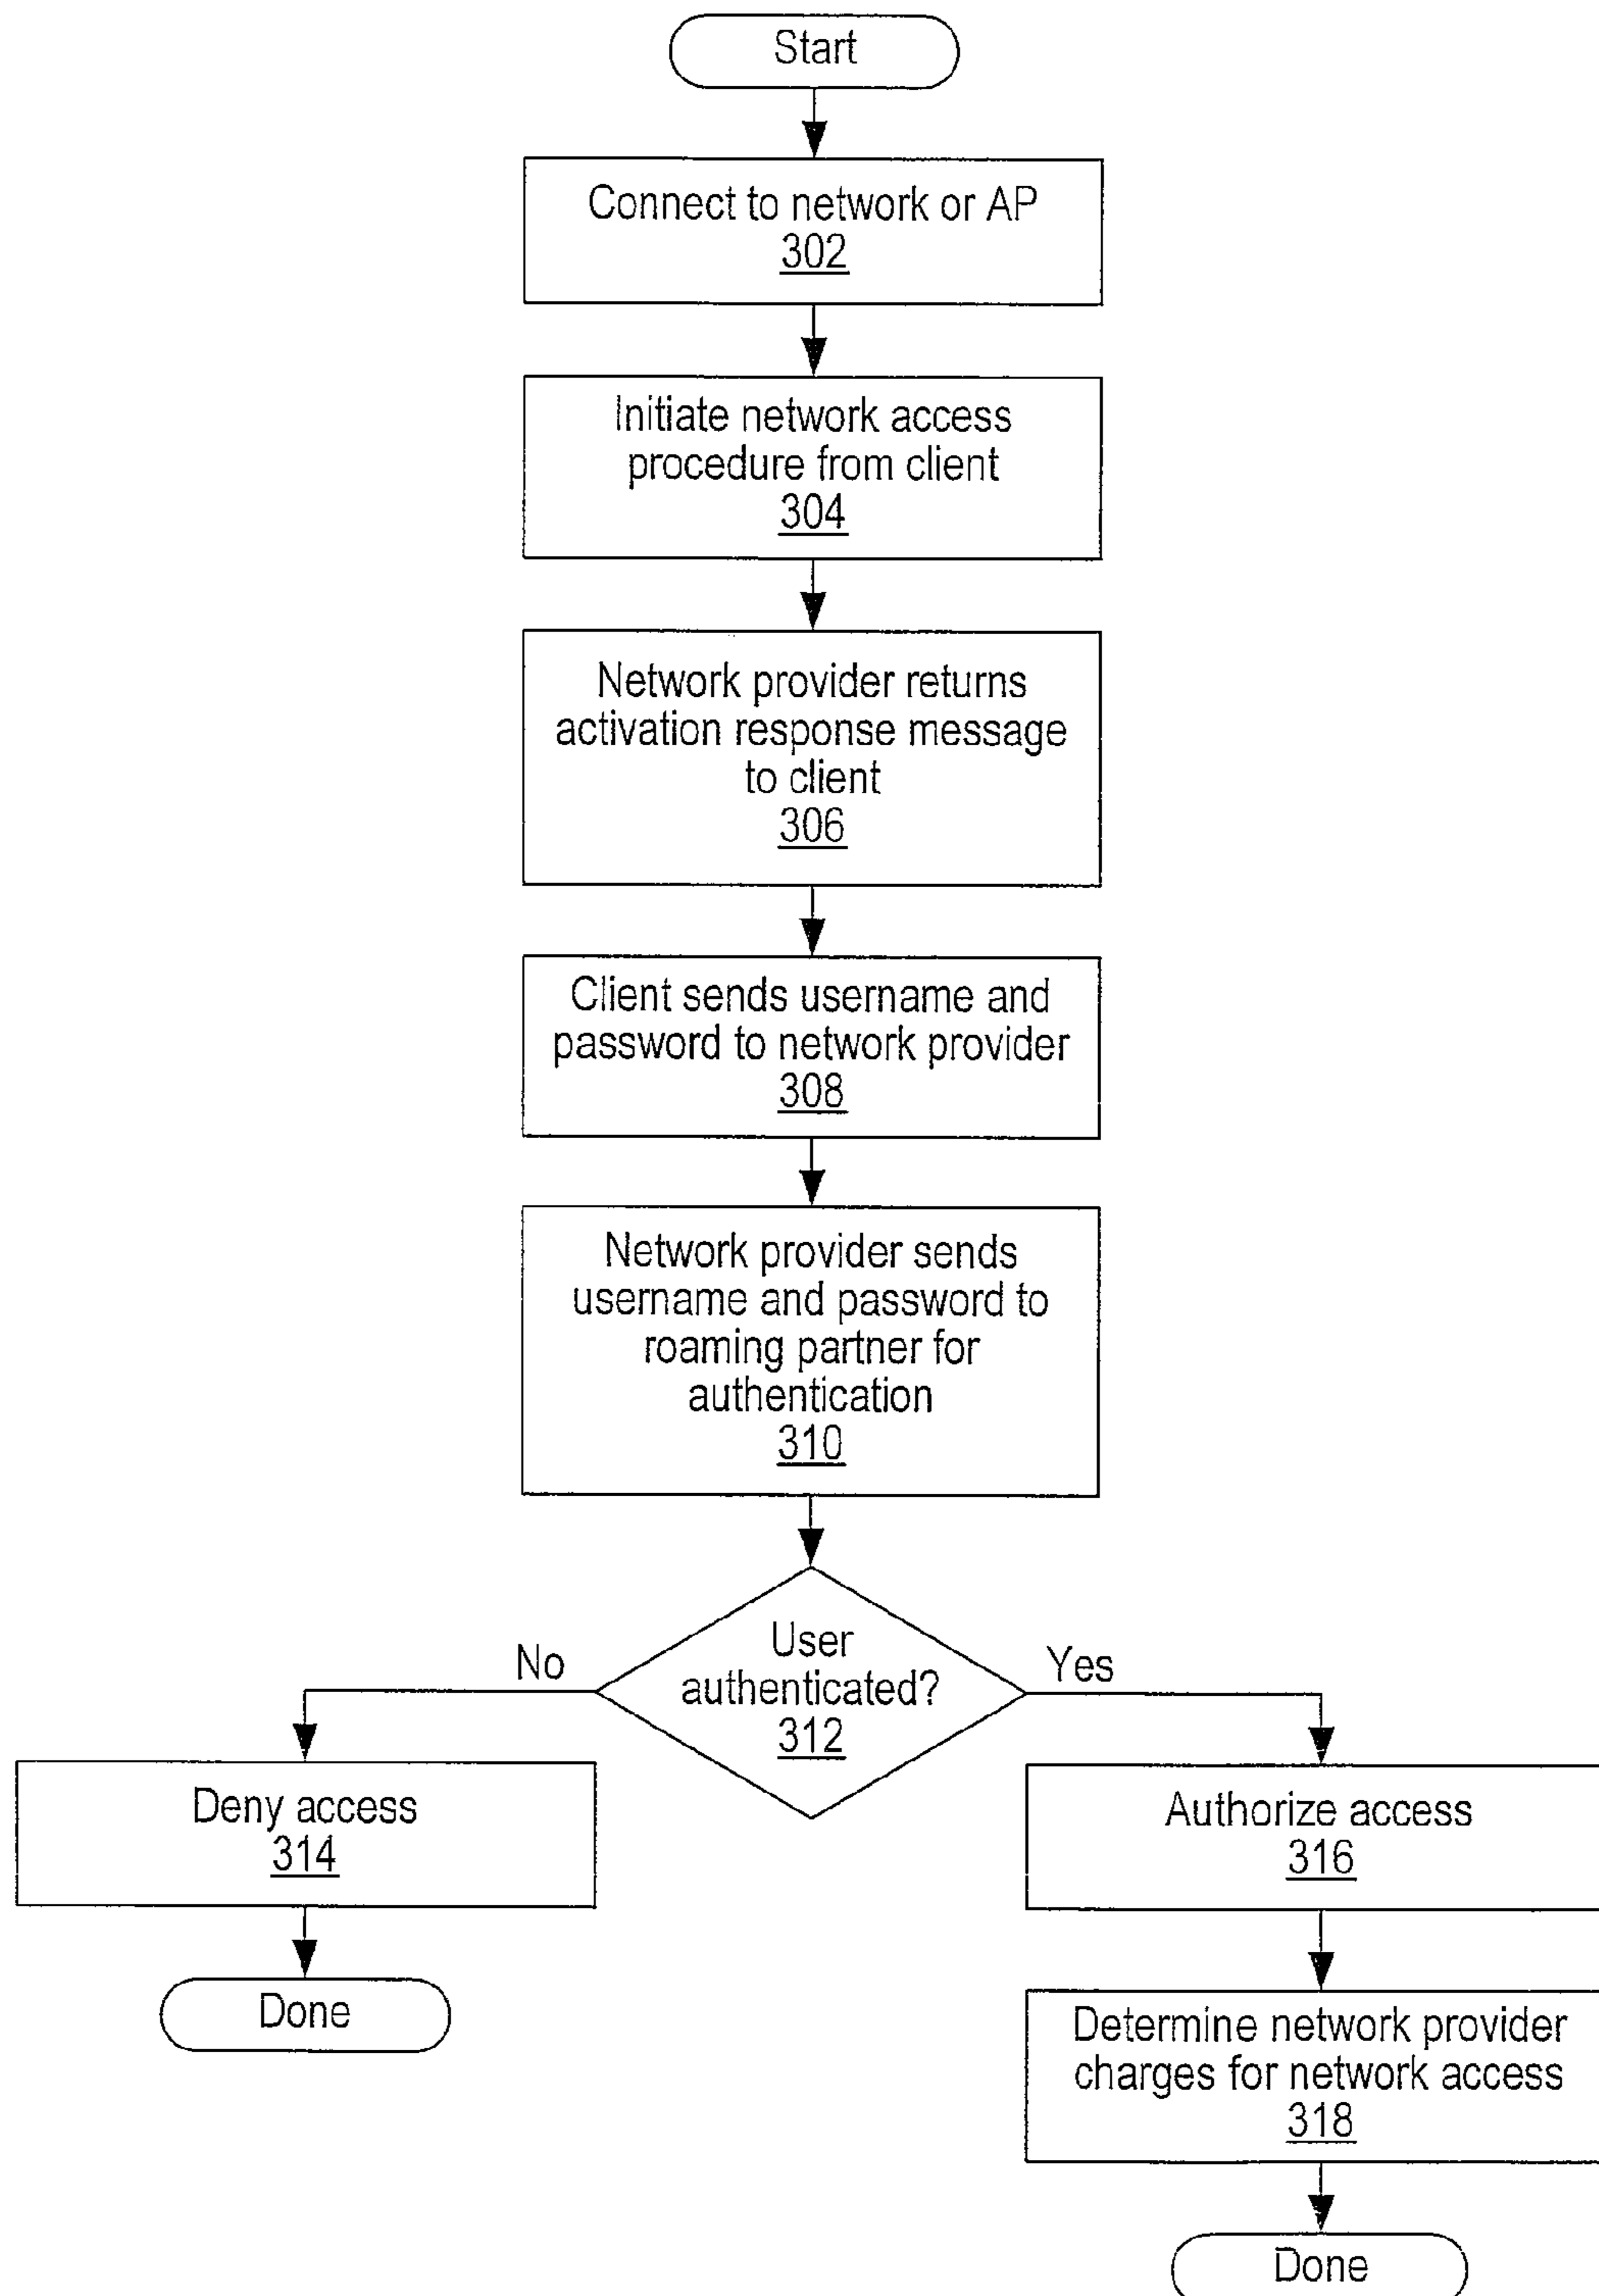 Start
Connect to network or AP
302
Initiate network access
procedure from client
304
Network provider returns
activation response message
to client
306
Client sends username and
password to network provider
308
Network provider sends
username and password to
roaming partner for
authentication
310
User
authenticated?
312
No
Yes
Deny access
314
Done
Authorize access
316
Determine network provider
charges for network access
318
Done